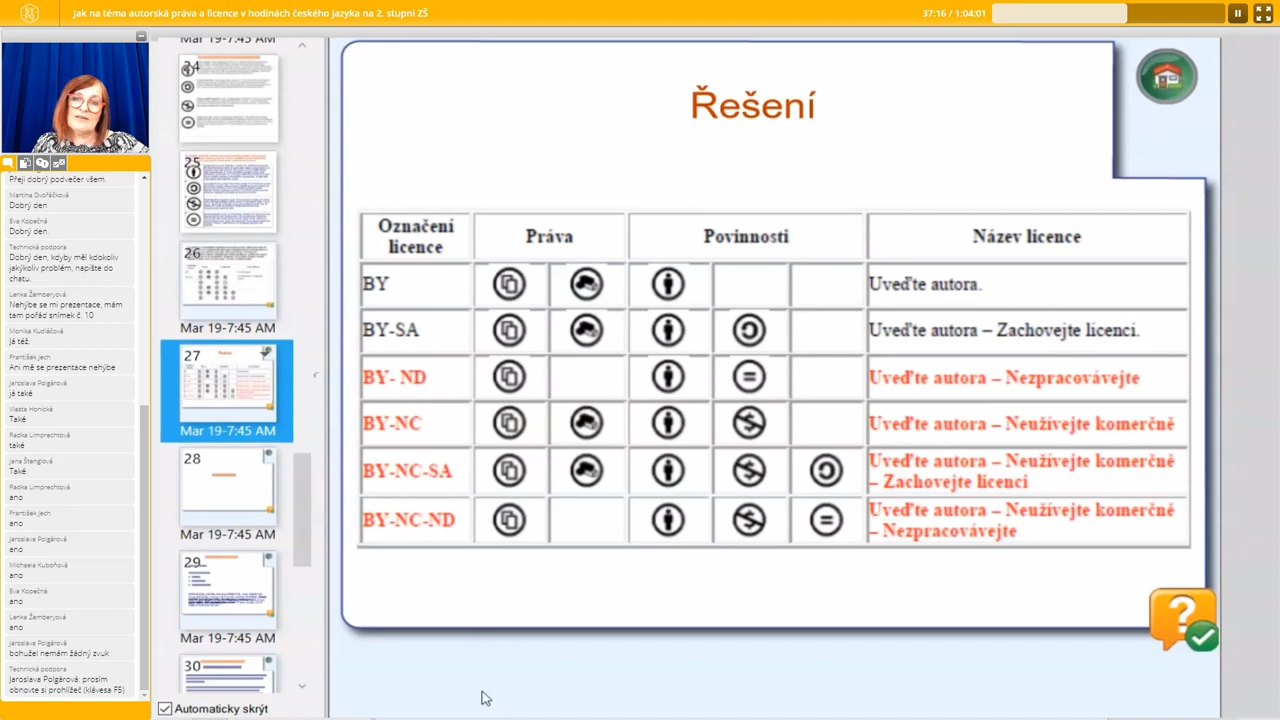 Jak na téma autorská práva a licence v hodinách českého jazyka na 2. stupni ZŠ
37:16 / 1:04:01
Přeji dobrý podvečer všem.
Martina Dvořáčková
Dobrý den
Eva Kopečná
Dobrý den.
Technická podpora
Dobrý den, kdyby měl kdokoliv
jakýkoliv problém, napište do
chatu.
Lenka Žemberyová
Nehýbe se mi prezentace, mám
tam pořád snímek č. 10
Monika Kudláčová
Já též.
František Jech
Ani mě se prezentace nehýbe
Jaroslava Polgárová
já také
Vlasta Honická
Také
Radka Limprechtová
také
Jana Štenglová
Také.
Radka Limprechtová
ano
František Jech
ano
Jaroslava Polgárová
ano
Michaela Kuboňová
ano
Eva Kopečná
ano
Lenka Žemberyová
ano
Jaroslava Polgárová
bohužel nemám žádný zvuk
Technická podpora
Jaroslava Polgárová: prosím
obnovte si prohlížeč (klávesa F5)
Mar 19-7:45 AM
24
25
26
Mar 19-7:45 AM
27
Mar 19-7:45 AM
28
Mar 19-7:45 AM
29
Mar 19-7:45 AM
30
Automaticky skrýt
Řešení
Označení licence Práva Povinnosti Název licence
BY Uveďte autora.
BY-SA Uveďte autora – Zachovejte licenci.
BY- ND Uveďte autora – Nezpracovávejte
BY-NC Uveďte autora – Neužívejte komerčně
BY-NC-SA Uveďte autora – Neužívejte komerčně
– Zachovejte licenci
BY-NC-ND Uveďte autora – Neužívejte komerčně
– Nezpracovávejte